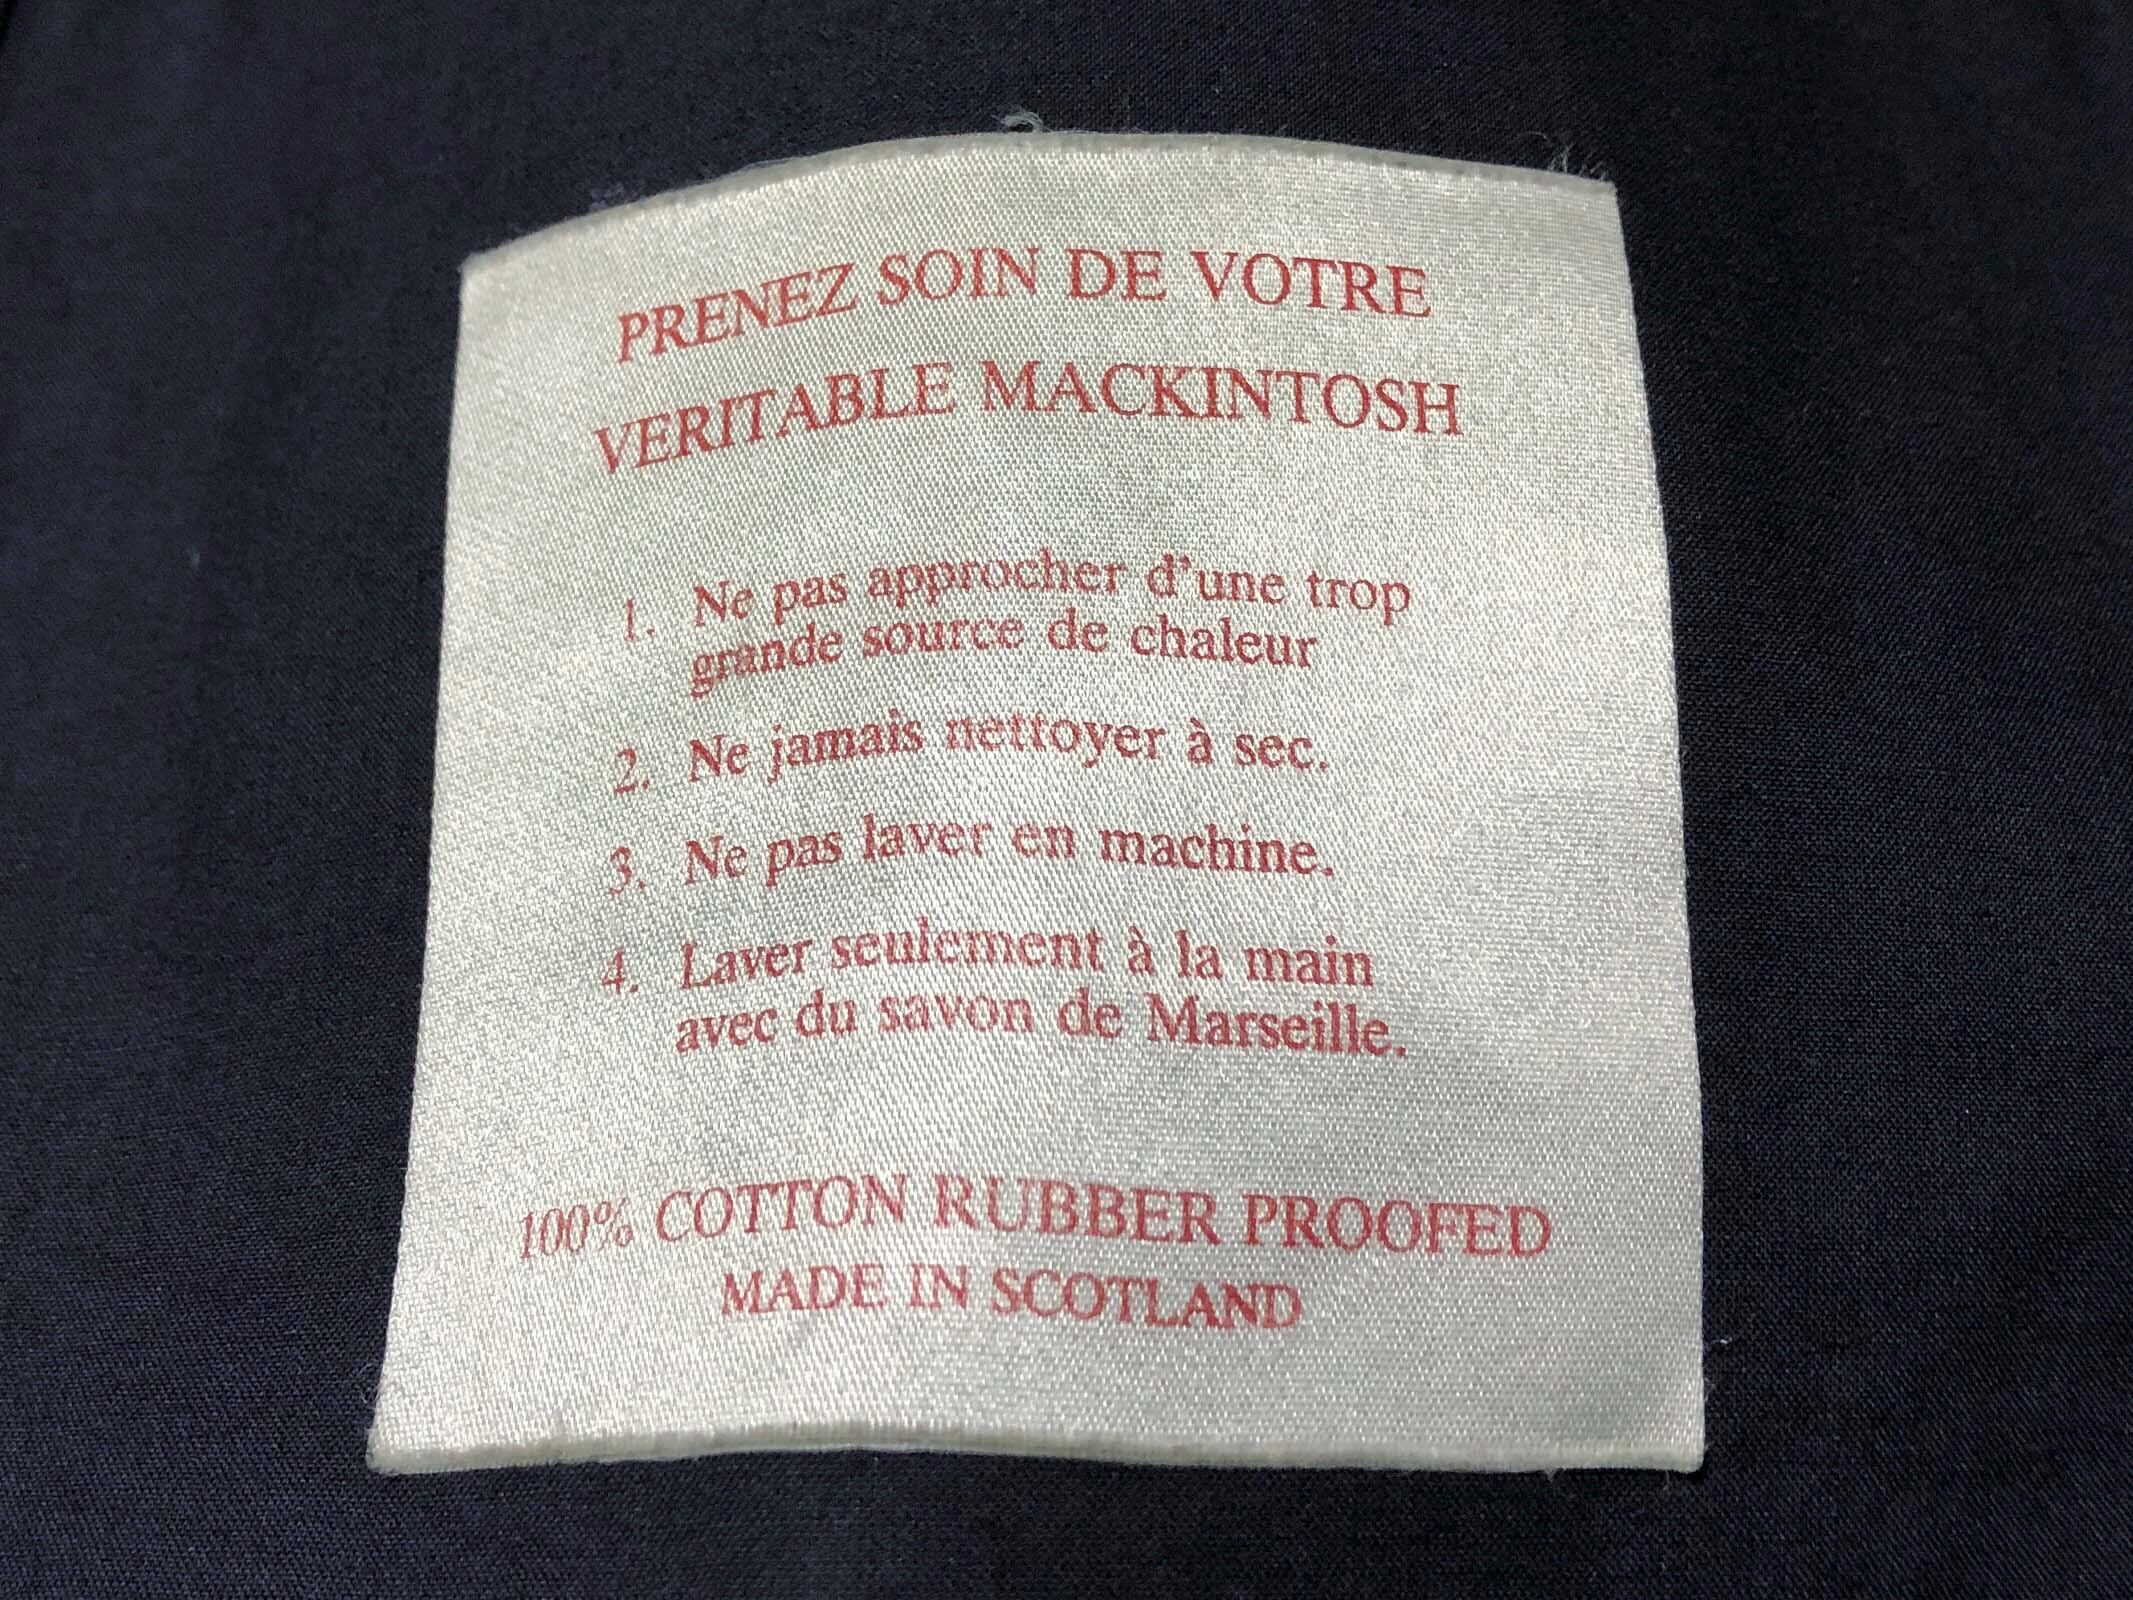 PRENEZ SOIN DE VOTRE
VERITABLE MACKINTOSH
1. Ne pas approcher d'une trop
grande source de chaleur
2. Ne jamais nettoyer à sec.
3. Ne pas laver en machine.
4. Laver seulement à la main
avec du savon de Marseille.
100% COTTON RUBBER PROOFED
MADE IN SCOTLAND